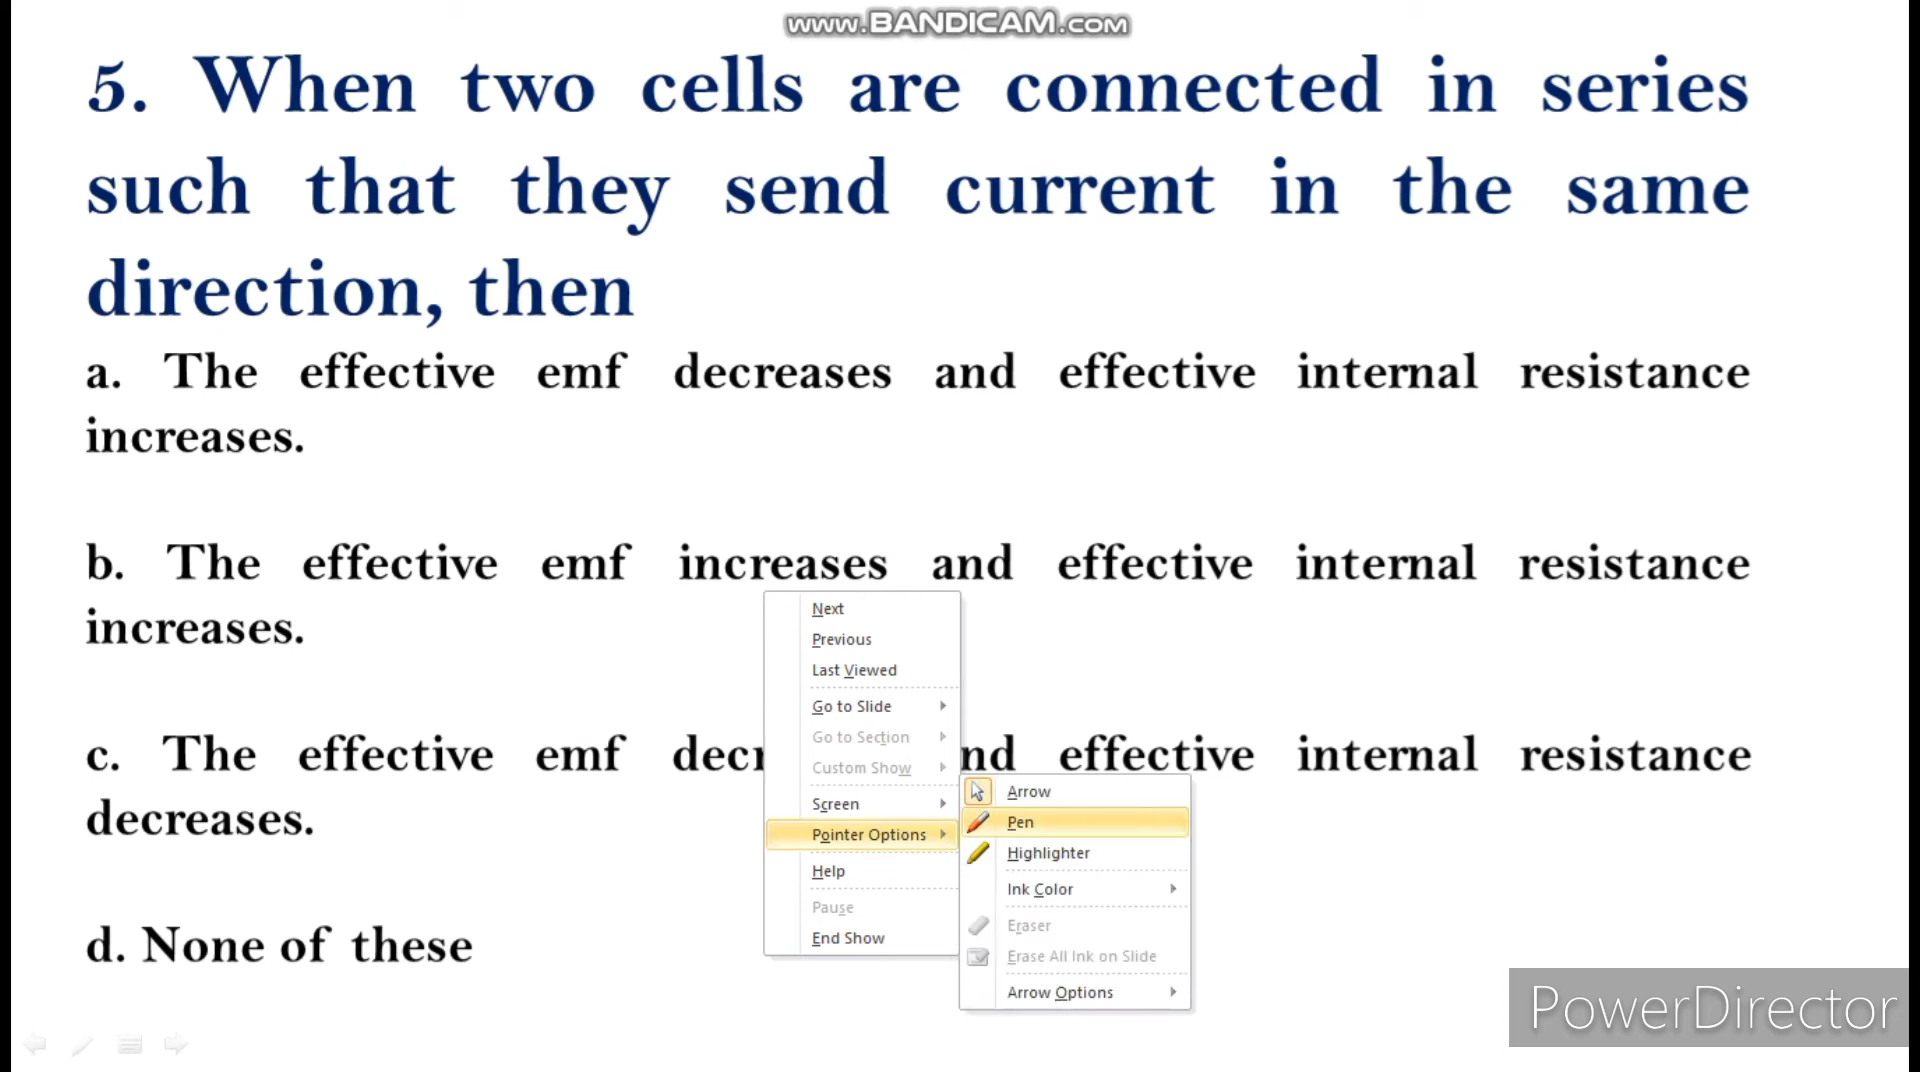 www.BANDICAM.com
5. When two cells are connected in series
such that they send current in the same
direction, then
a. The effective emf decreases and effective internal resistance
increases.
b. The effective emf increases and effective internal resistance
increases.
c. The effective emf decr nd effective internal resistance
decreases.
d. None of these
Next
Previous
Last Viewed
Go to Slide
Go to Section
Custom Show
Screen
Pointer Options
Help
Pause
End Show
Arrow
Pen
Highlighter
Ink Color
Eraser
Erase All Ink on Slide
Arrow Options
PowerDirector